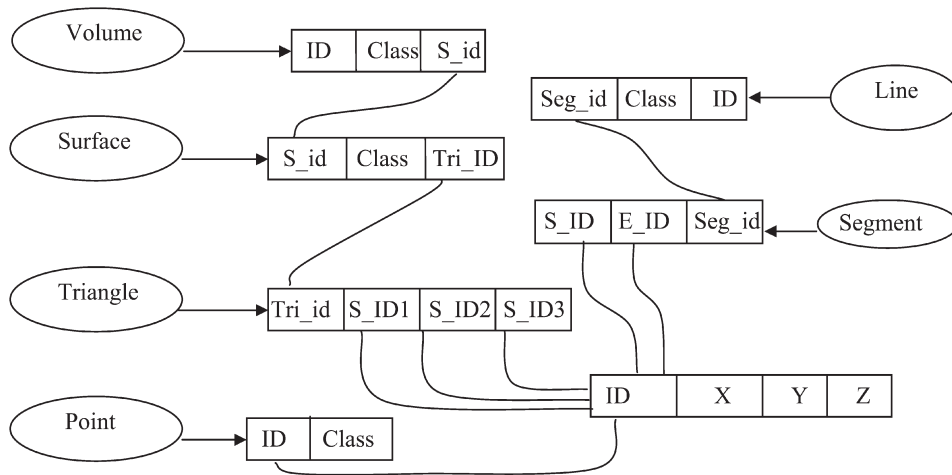 Volume
ID Class S_id
Seg_id Class ID
Line
Surface
S_id Class Tri_ID
S_ID E_ID Seg_id
Segment
Triangle
Tri_id S_ID1 S_ID2 S_ID3
ID X Y Z
Point
ID Class